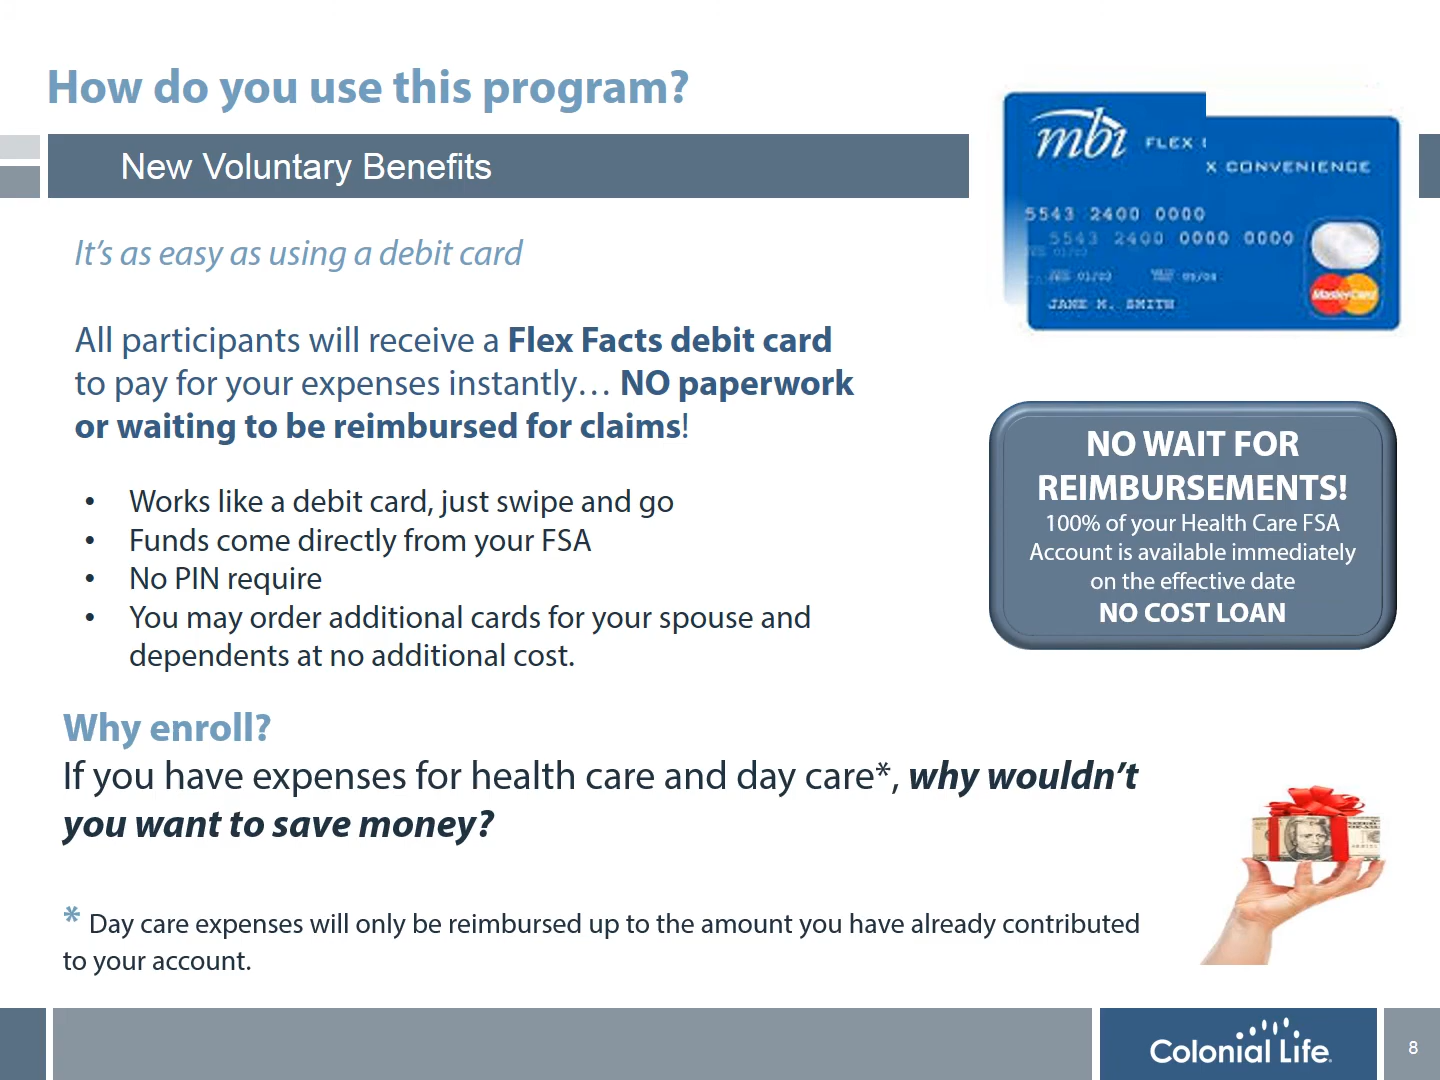 How do you use this program?
New Voluntary Benefits
It's as easy as using a debit card
All participants will receive a Flex Facts debit card
to pay for your expenses instantly… NO paperwork
or waiting to be reimbursed for claims!
• Works like a debit card, just swipe and go
• Funds come directly from your FSA
• No PIN require
• You may order additional cards for your spouse and
dependents at no additional cost.
mbi FLEX
X CONVENIENCE
5543 2400 0000
5543 2400 0000 0000
01/03
01/03
JANE M. SMITH
MasterCard
NO WAIT FOR
REIMBURSEMENTS!
100% of your Health Care FSA
Account is available immediately
on the effective date
NO COST LOAN
Why enroll?
If you have expenses for health care and day care*, why wouldn't
you want to save money?
* Day care expenses will only be reimbursed up to the amount you have already contributed
to your account.
Colonial Life
8